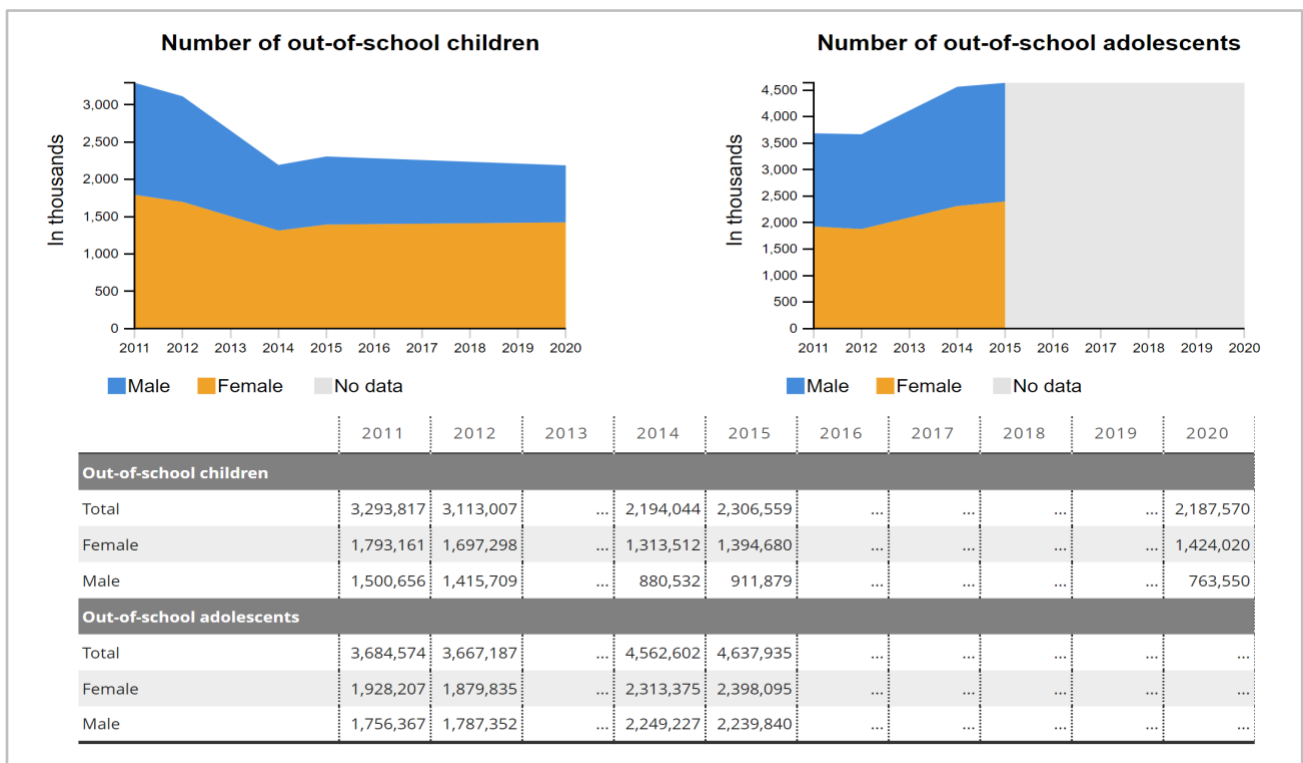 Number of out-of-school children
3,000
2,500
2,000
1,500
1,000
500
0
In thousands
2011 2012 2013 2014 2015 2016 2017 2018 2019 2020
Male Female No data
Number of out-of-school adolescents
4,500
4,000
3,500
3,000
2,500
2,000
1,500
1,000
500
0
In thousands
2011 2012 2013 2014 2015 2016 2017 2018 2019 2020
Male Female No data
2011 2012 2013 2014 2015 2016 2017 2018 2019 2020
Out-of-school children
Total 3,293,817 3,113,007 ... 2,194,044 2,306,559 ... ... ... ... 2,187,570
Female 1,793,161 1,697,298 ... 1,313,512 1,394,680 ... ... ... ... 1,424,020
Male 1,500,656 1,415,709 ... 880,532 911,879 ... ... ... ... 763,550
Out-of-school adolescents
Total 3,684,574 3,667,187 ... 4,562,602 4,637,935 ... ... ... ... ...
Female 1,928,207 1,879,835 ... 2,313,375 2,398,095 ... ... ... ... ...
Male 1,756,367 1,787,352 ... 2,249,227 2,239,840 ... ... ... ... ...